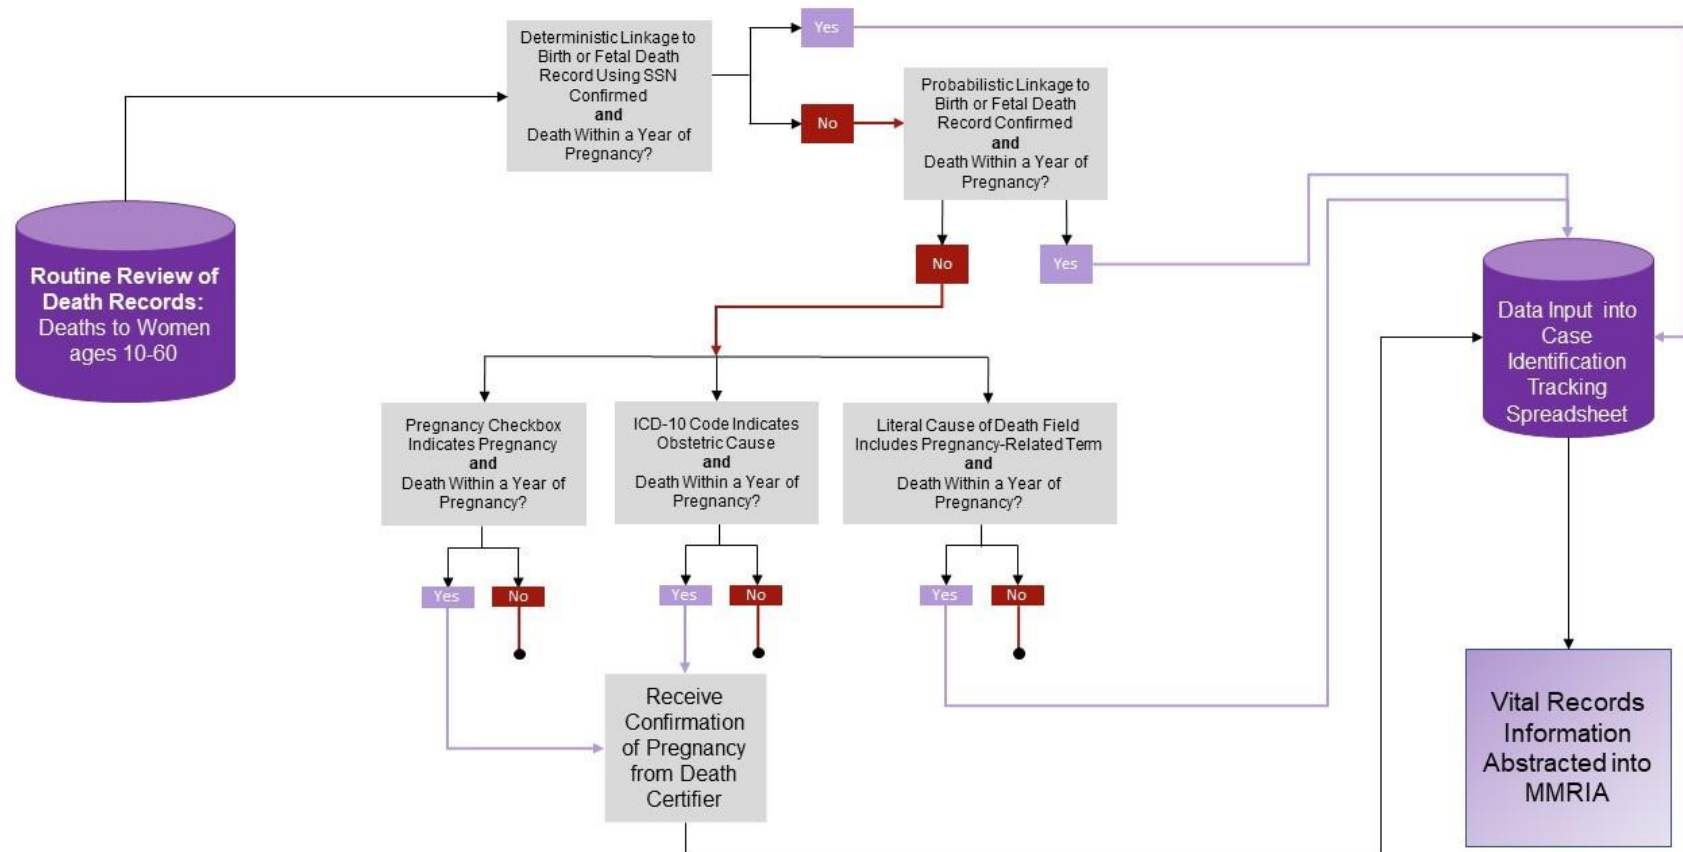 Deterministic Linkage to
Birth or Fetal Death
Record Using SSN
Confirmed
and
Death Within a Year of
Pregnancy?
Yes
No
Probabilistic Linkage to
Birth or Fetal Death
Record Confirmed
and
Death Within a Year of
Pregnancy?
No
Yes
Routine Review of
Death Records:
Deaths to Women
ages 10-60
Data Input into
Case
Identification
Tracking
Spreadsheet
Pregnancy Checkbox
Indicates Pregnancy
and
Death Within a Year of
Pregnancy?
ICD-10 Code Indicates
Obstetric Cause
and
Death Within a Year of
Pregnancy?
Literal Cause of Death Field
Includes Pregnancy-Related Term
and
Death Within a Year of
Pregnancy?
Yes
No
Yes
No
Yes
No
Receive
Confirmation
of Pregnancy
from Death
Certifier
Vital Records
Information
Abstracted into
MMRIA